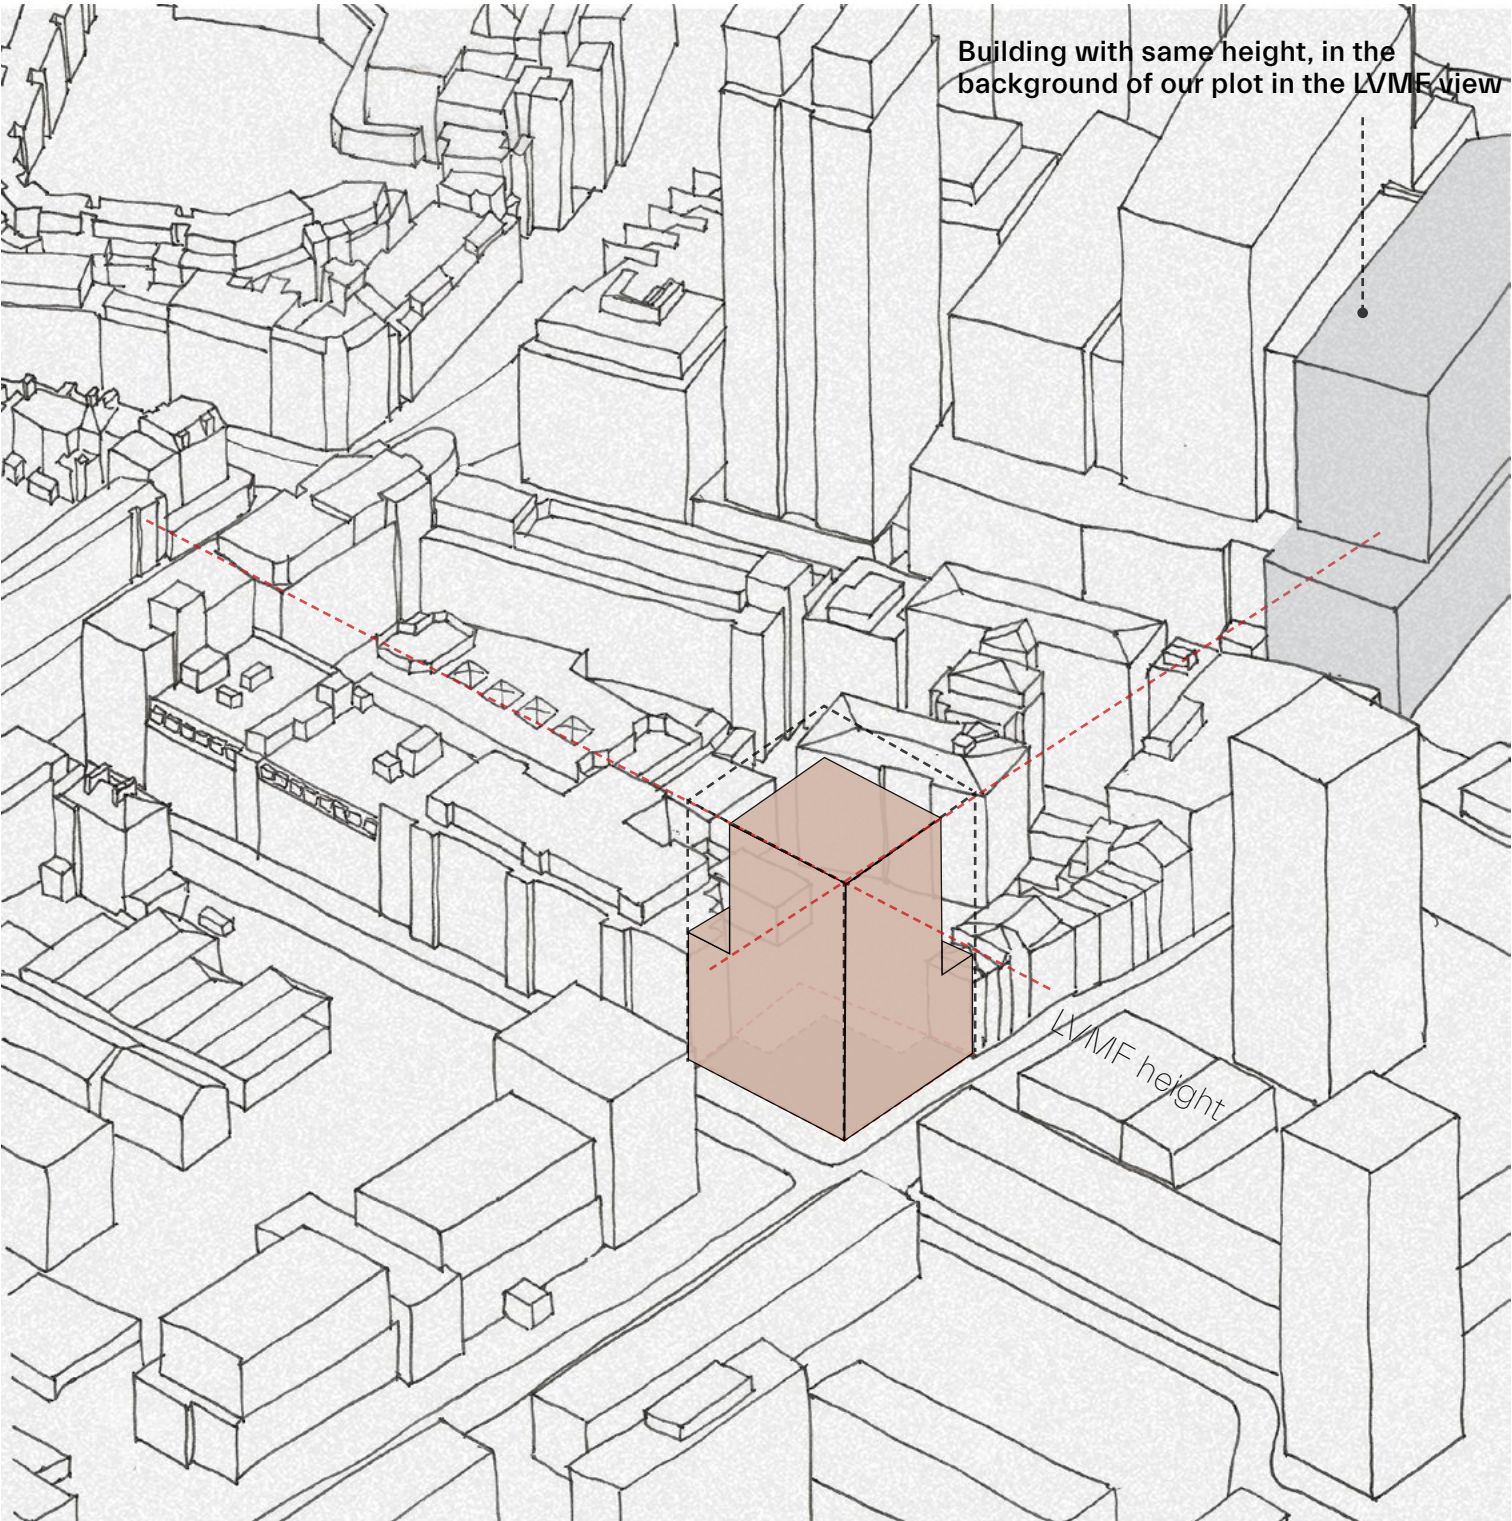 Building with same height, in the
background of our plot in the LVMF view
LVMF height